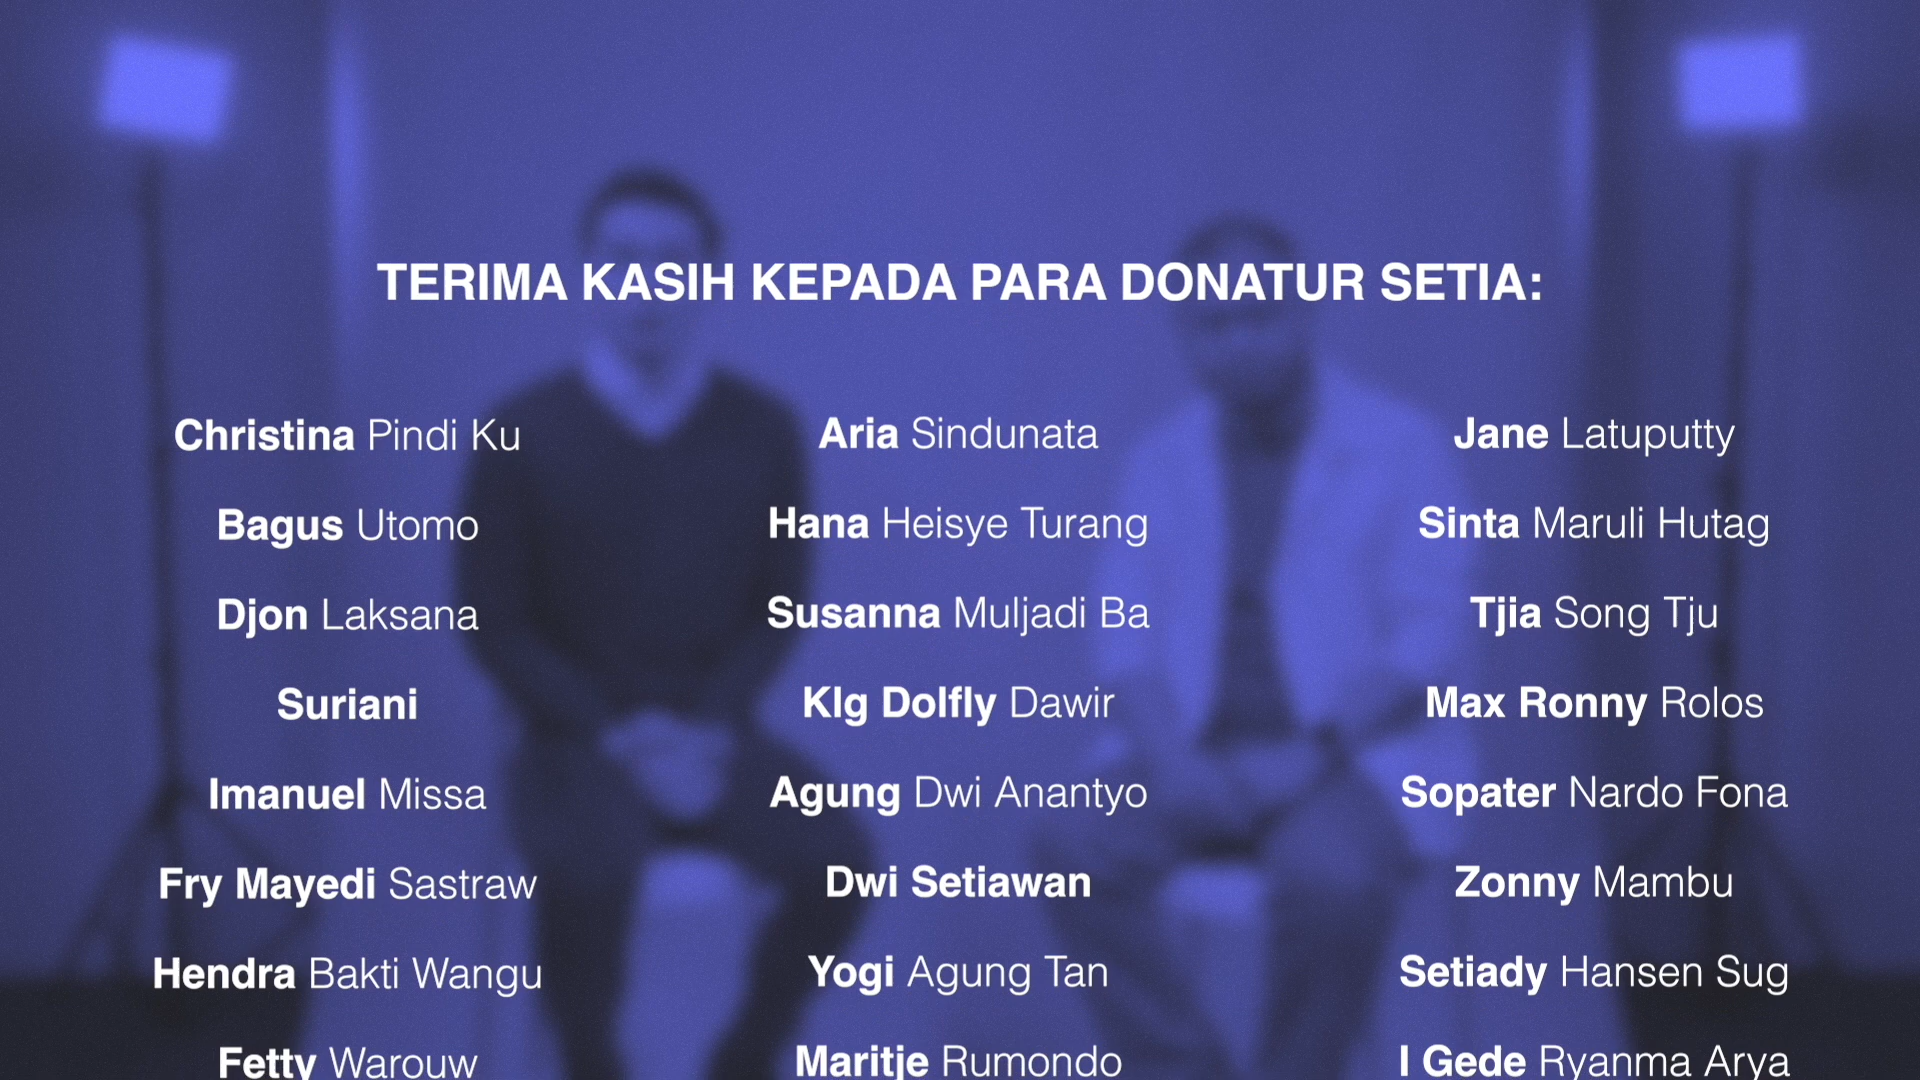 TERIMA KASIH KEPADA PARA DONATUR SETIA:
Christina Pindi Ku
Bagus Utomo
Djon Laksana
Suriani
Imanuel Missa
Fry Mayedi Sastraw
Hendra Bakti Wangu
Fetty Warouw
Aria Sindunata
Hana Heisye Turang
Susanna Muljadi Ba
Klg Dolfly Dawir
Agung Dwi Anantyo
Dwi Setiawan
Yogi Agung Tan
Maritje Rumondo
Jane Latuputty
Sinta Maruli Hutag
Tjia Song Tju
Max Ronny Rolos
Sopater Nardo Fona
Zonny Mambu
Setiady Hansen Sug
I Gede Ryanma Arya